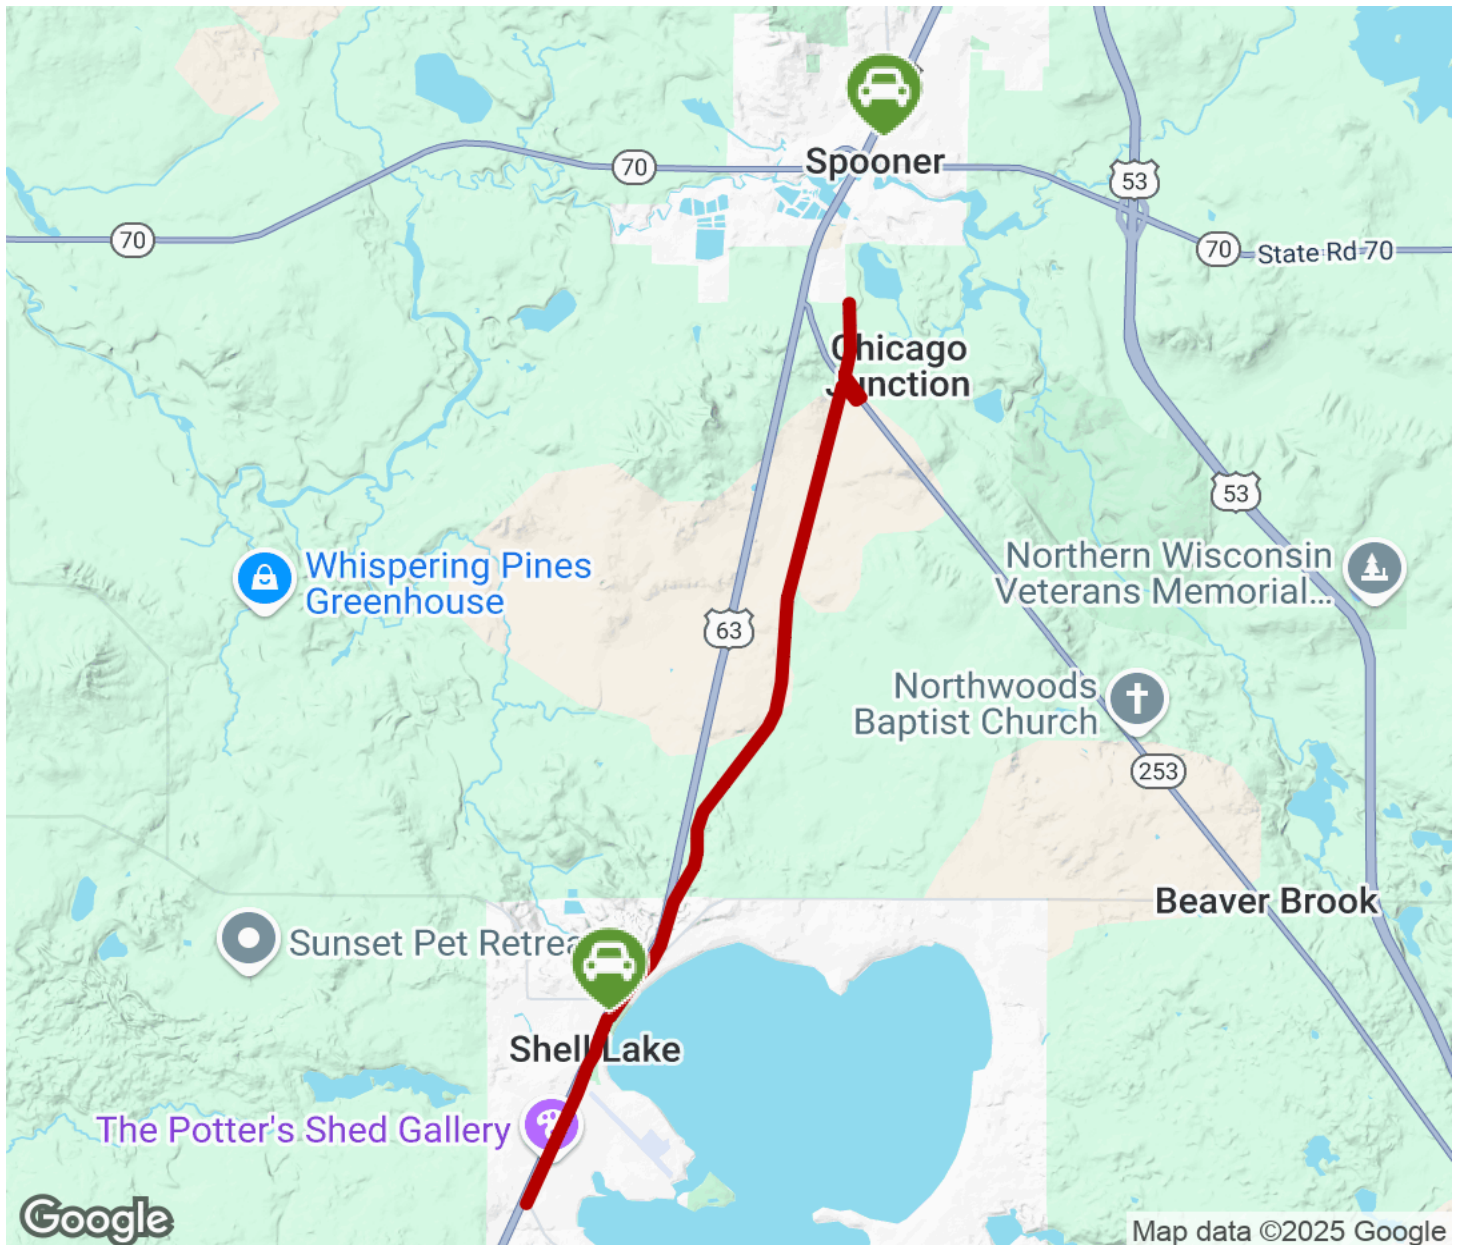 Spooner
70
53
70
70
State Rd 70
Chicago
Junction
53
Whispering Pines
Greenhouse
Northern Wisconsin
Veterans Memorial...
63
Northwoods
Baptist Church
253
Beaver Brook
Sunset Pet Retrea
Shell Lake
The Potter's Shed Gallery
Google
Map data ©2025 Google